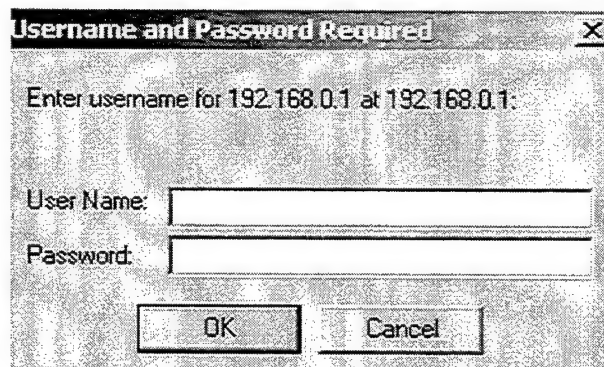 Username and Password Required
Enter username for 192.168.0.1 at 192.168.0.1:
User Name:
Password:
OK
Cancel